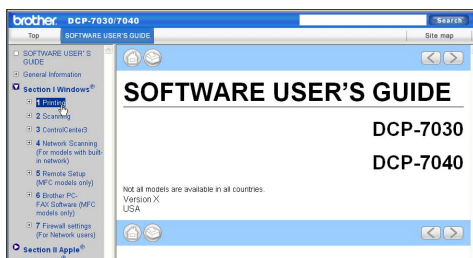 brother. DCP-7030/7040
Search
Top
SOFTWARE USER'S GUIDE
Site map
SOFTWARE USER' S
GUIDE
General Information
Section I Windows®
1 Printing
2 Scanning
3 ControlCenter3
4 Network Scanning
(For models with built-
in network)
5 Remote Setup
(MFC models only)
6 Brother PC-
FAX Software (MFC
models only)
7 Firewall settings
(For Network users)
Section II Apple®
SOFTWARE USER'S GUIDE
DCP-7030
DCP-7040
Not all models are available in all countries.
Version X
USA